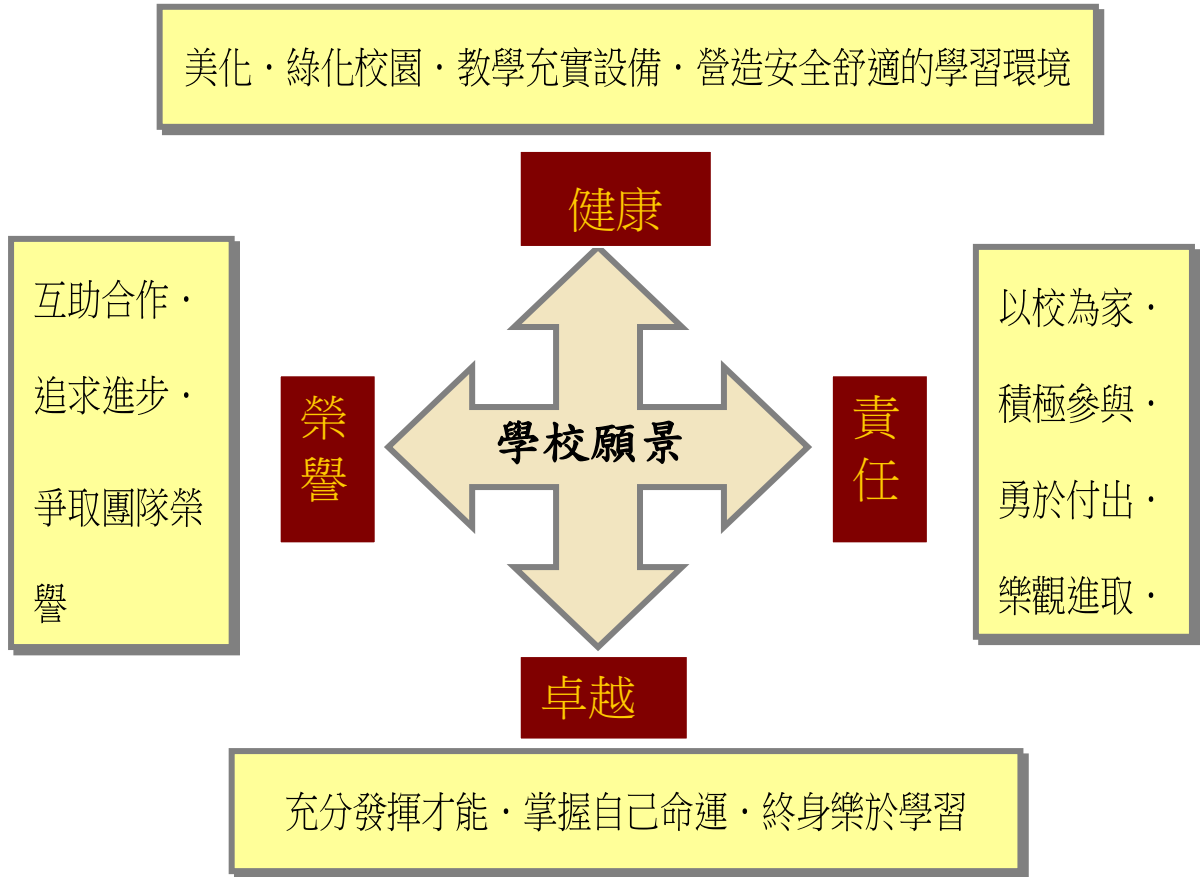 美化．綠化校園．教學充實設備．營造安全舒適的學習環境
健康
互助合作．
追求進步．
爭取團隊榮
譽
榮
譽
學校願景
責
任
以校為家．
積極參與．
勇於付出．
樂觀進取．
卓越
充分發揮才能．掌握自己命運．終身樂於學習